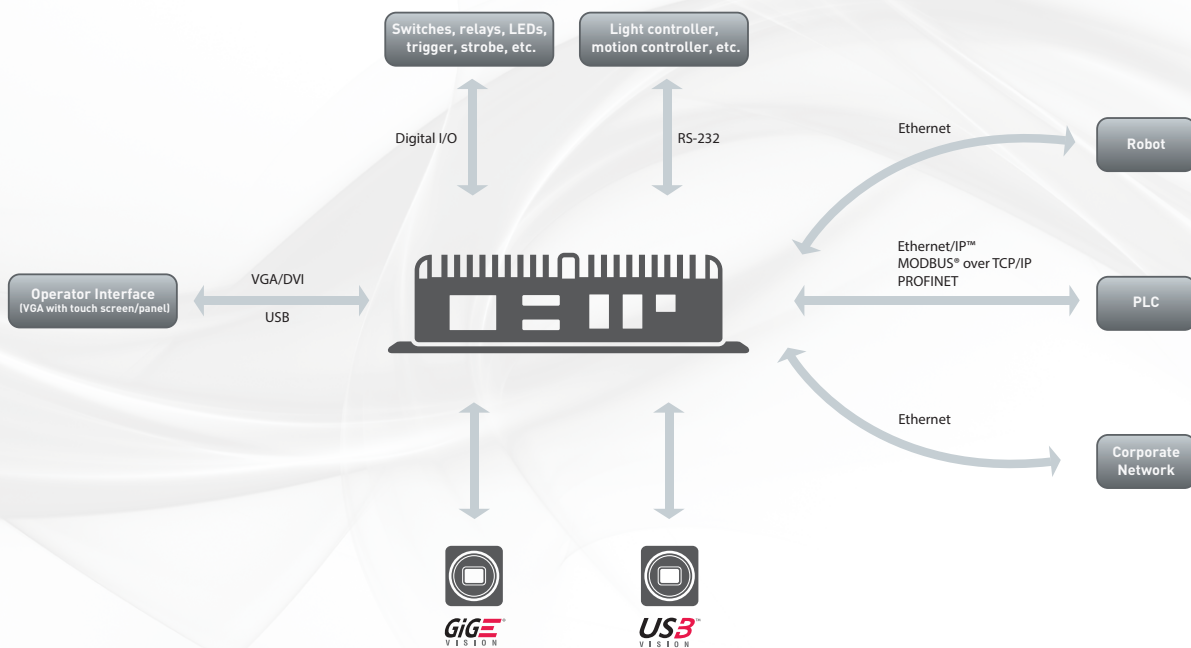 Switches, relays, LEDs,
trigger, strobe, etc.
Light controller,
motion controller, etc.
Digital I/O
RS-232
Ethernet
Robot
Operator Interface
(VGA with touch screen/panel)
VGA/DVI
USB
Ethernet/IP™
MODBUS® over TCP/IP
PROFINET
PLC
Ethernet
Corporate
Network
GiGE®
VISION
USB3™
VISION